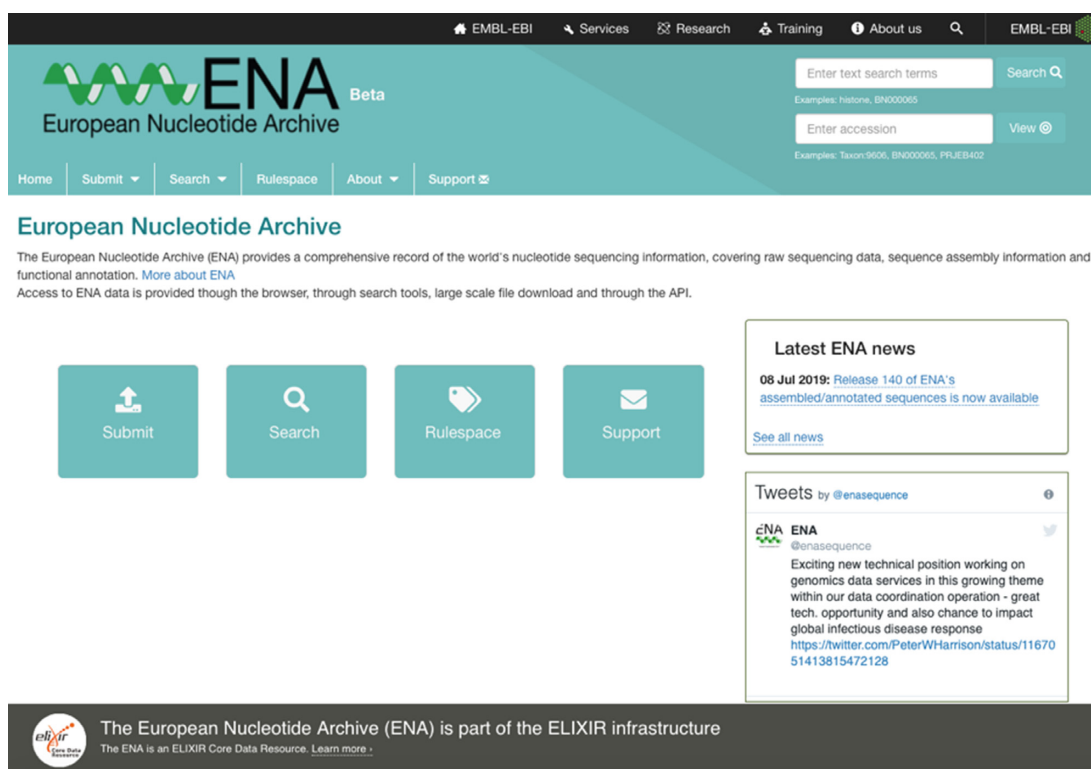 EMBL-EBI Services Research Training About us EMBL-EBI
ENA Beta
European Nucleotide Archive
Enter text search terms Search
Examples: histone, BN000065
Enter accession View
Examples: Taxon:9606, BN000065, PRJEB402
Home Submit Search Rulespace About Support
European Nucleotide Archive
The European Nucleotide Archive (ENA) provides a comprehensive record of the world's nucleotide sequencing information, covering raw sequencing data, sequence assembly information and
functional annotation. More about ENA
Access to ENA data is provided though the browser, through search tools, large scale file download and through the API.
Submit Search Rulespace Support
Latest ENA news
08 Jul 2019: Release 140 of ENA's
assembled/annotated sequences is now available
See all news
Tweets by @enasequence
ENA
ENA
@enasequence
Exciting new technical position working on
genomics data services in this growing theme
within our data coordination operation - great
tech. opportunity and also chance to impact
global infectious disease response
https://twitter.com/PeterWHarrison/status/11670
51413815472128
elixir
Core Data
Resource
The European Nucleotide Archive (ENA) is part of the ELIXIR infrastructure
The ENA is an ELIXIR Core Data Resource. Learn more ›